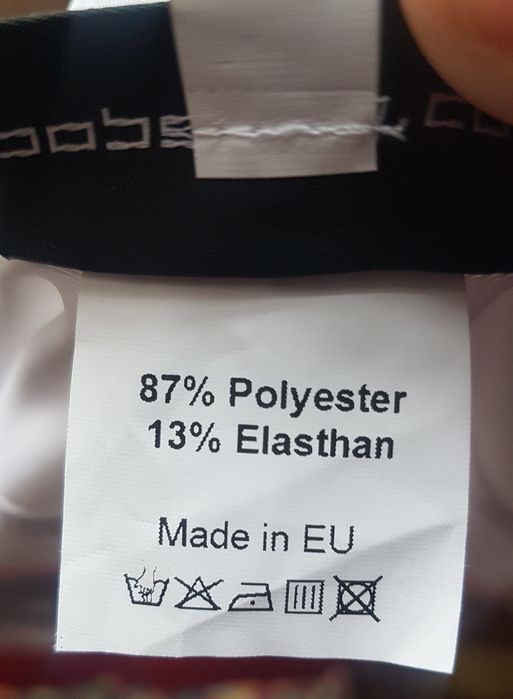 87% Polyester
13% Elasthan
Made in EU